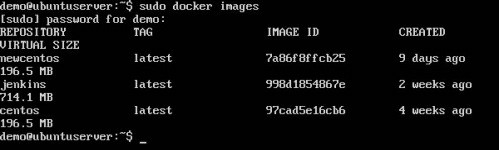 demo@ubuntuserver:~$ sudo docker images
[sudo] password for demo:
REPOSITORY TAG IMAGE ID CREATED
VIRTUAL SIZE
newcentos latest 7a86f8ffcb25 9 days ago
196.5 MB
jenkins latest 998d1854867e 2 weeks ago
714.1 MB
centos latest 97cad5e16cb6 4 weeks ago
196.5 MB
demo@ubuntuserver:~$ _